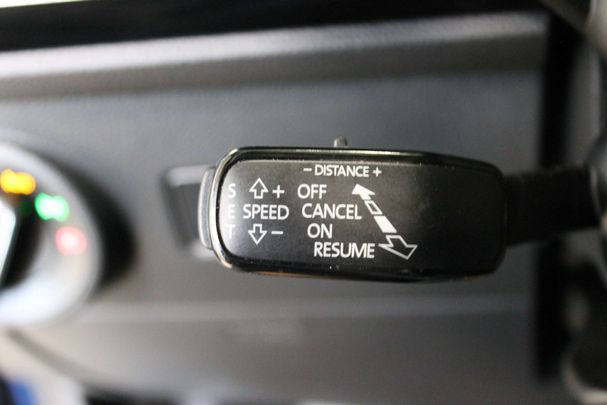 - DISTANCE +
S + OFF
E SPEED CANCEL
T - ON
RESUME